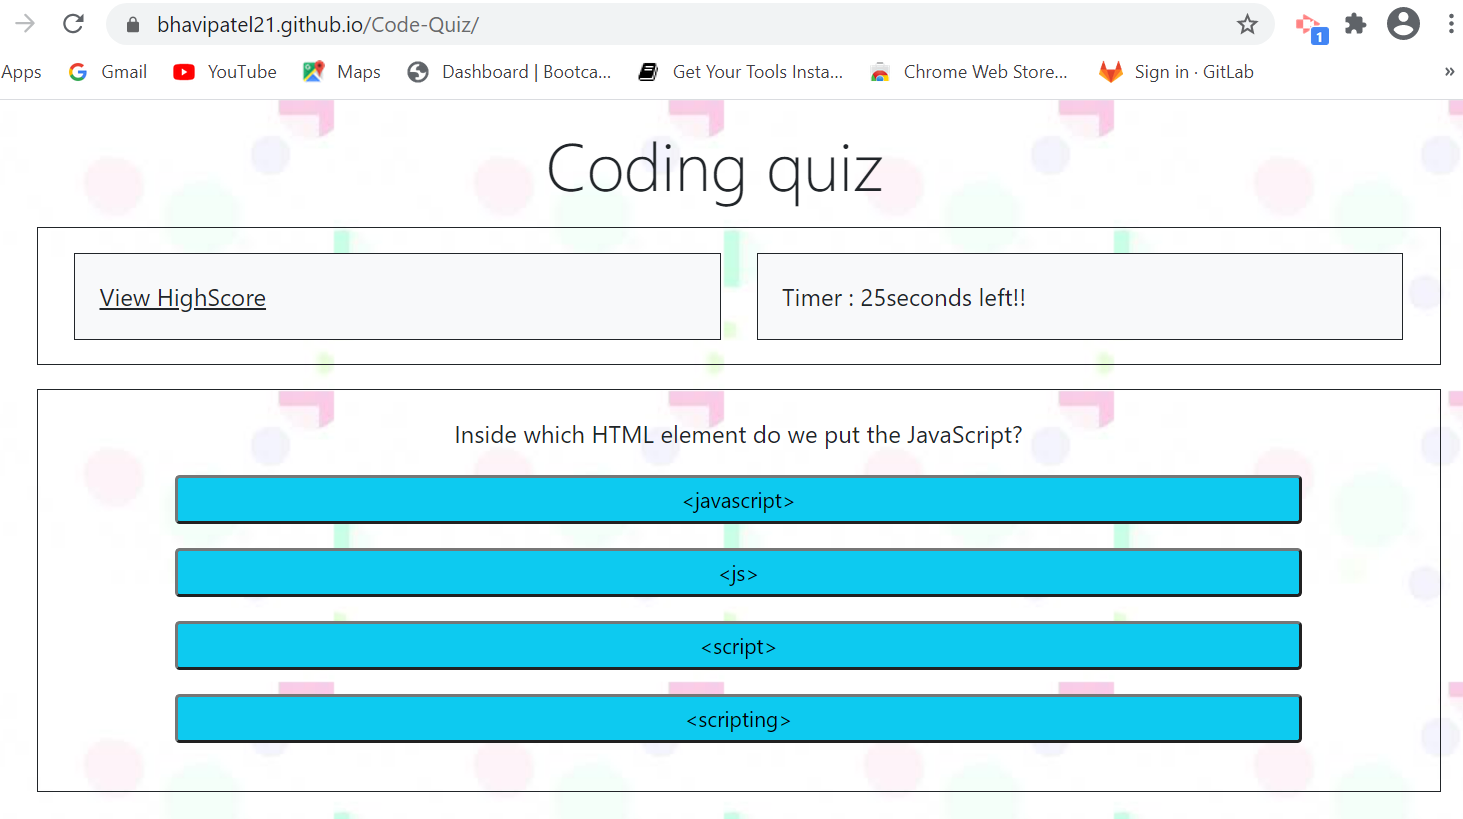 bhavipatel21.github.io/Code-Quiz/
1
Apps Gmail YouTube Maps Dashboard | Bootca... Get Your Tools Insta... Chrome Web Store... Sign in · GitLab »
Coding quiz
View HighScore
Timer : 25seconds left!!
Inside which HTML element do we put the JavaScript?
<javascript>
<js>
<script>
<scripting>